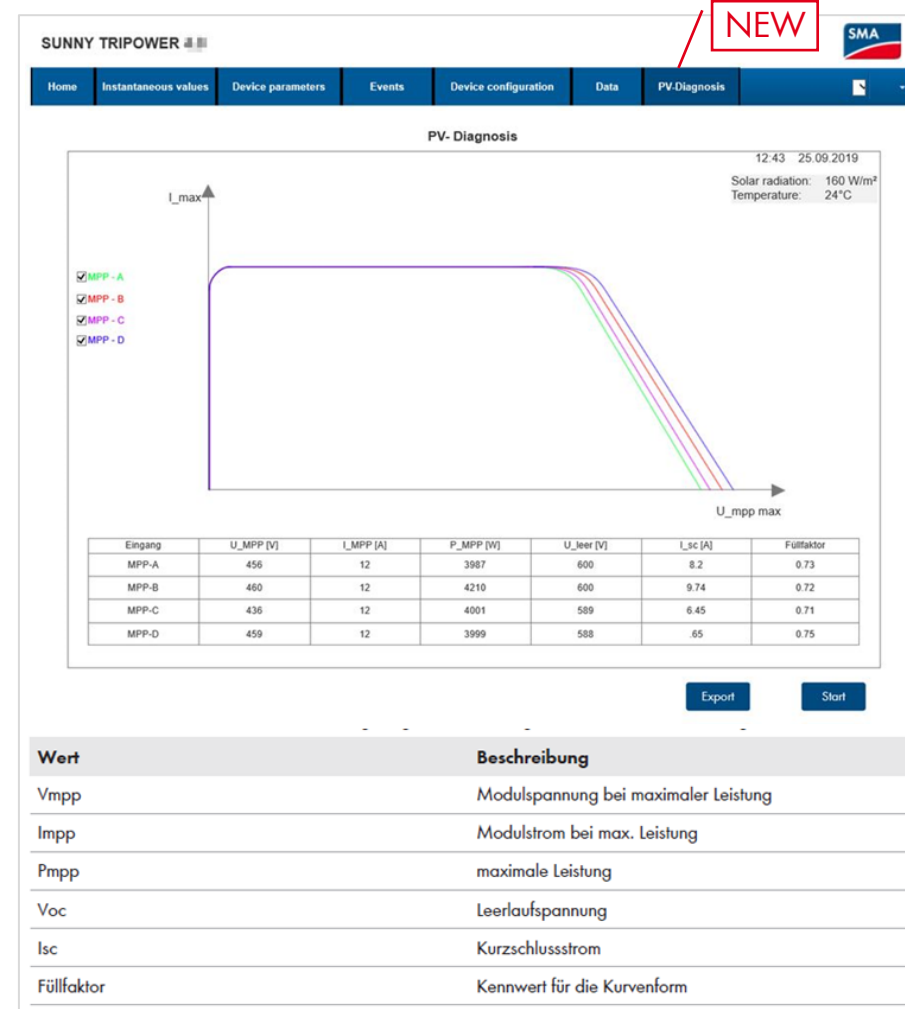 NEW
SUNNY TRIPOWER
SMA
Home Instantaneous values Device parameters Events Device configuration Data PV-Diagnosis
PV- Diagnosis
12:43 25.09.2019
Solar radiation: 160 W/m²
Temperature: 24°C
I_max
MPP - A
MPP - B
MPP - C
MPP - D
U_mpp max
Eingang U_MPP [V] I_MPP [A] P_MPP [W] U_leer [V] I_sc [A] Füllfaktor
MPP-A 456 12 3987 600 8.2 0.73
MPP-B 460 12 4210 600 9.74 0.72
MPP-C 436 12 4001 589 6.45 0.71
MPP-D 459 12 3999 588 .65 0.75
Export Start
Wert Beschreibung
Vmpp Modulspannung bei maximaler Leistung
Impp Modulstrom bei max. Leistung
Pmpp maximale Leistung
Voc Leerlaufspannung
Isc Kurzschlussstrom
Füllfaktor Kennwert für die Kurvenform